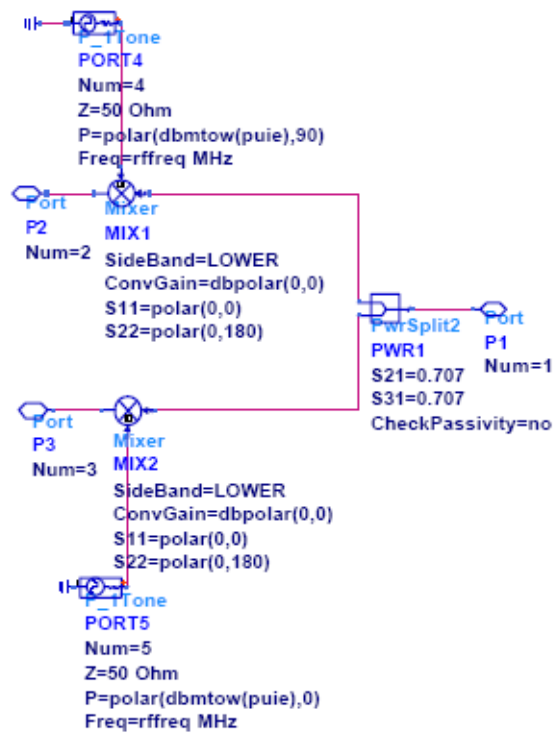 P_1Tone
PORT4
Num=4
Z=50 Ohm
P=polar(dbmtow(puie),90)
Freq=rffreq MHz
Port
P2
Num=2
Mixer
MIX1
SideBand=LOWER
ConvGain=dbpolar(0,0)
S11=polar(0,0)
S22=polar(0,180)
PwrSplit2
PWR1
S21=0.707
S31=0.707
CheckPassivity=no
Port
P1
Num=1
Port
P3
Num=3
Mixer
MIX2
SideBand=LOWER
ConvGain=dbpolar(0,0)
S11=polar(0,0)
S22=polar(0,180)
P_1Tone
PORT5
Num=5
Z=50 Ohm
P=polar(dbmtow(puie),0)
Freq=rffreq MHz